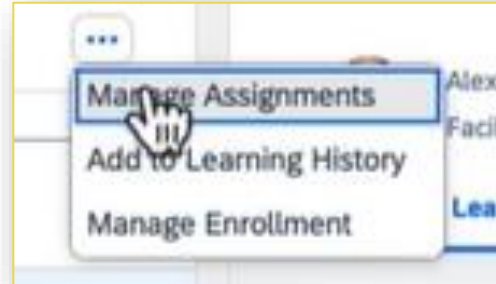 Manage Assignments
Add to Learning History
Manage Enrollment
Alex
Facil
Lea